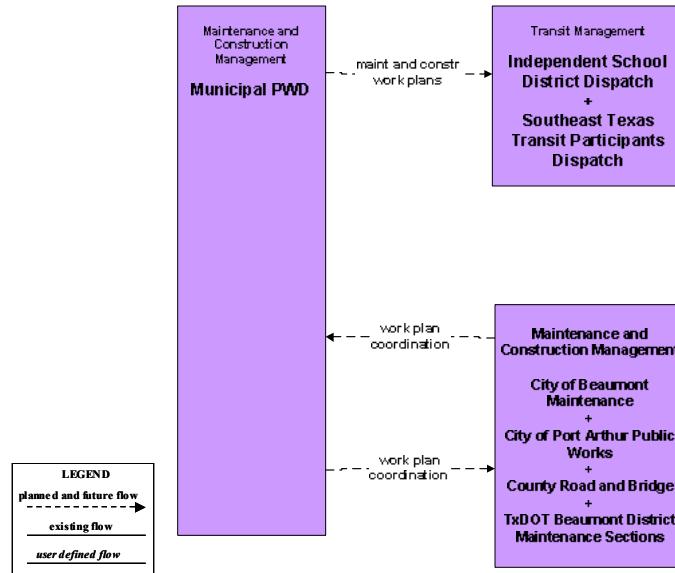 Maintenance and
Construction
Management
Municipal PWD
maint and constr
work plans
Transit Management
Independent School
District Dispatch
+
Southeast Texas
Transit Participants
Dispatch
work plan
coordination
work plan
coordination
Maintenance and
Construction Management
City of Beaumont
Maintenance
+
City of Port Arthur Public
Works
+
County Road and Bridge
+
TxDOT Beaumont District
Maintenance Sections
LEGEND
planned and future flow
existing flow
user defined flow